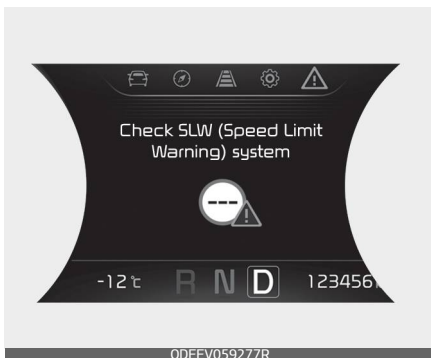 Check SLW (Speed Limit
Warning) system
---
-12℃ R N D 123456
ODEEV059277R